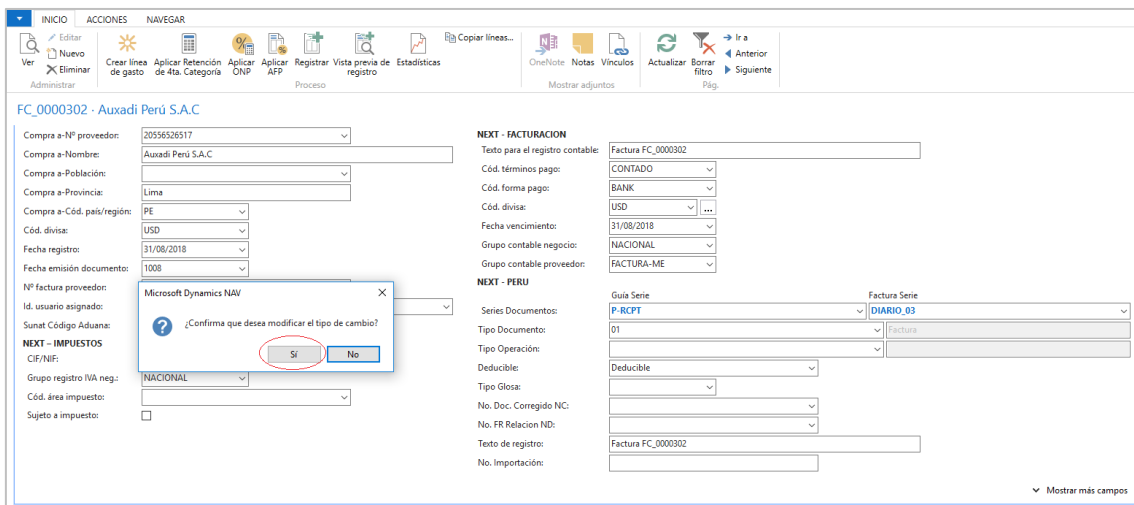 INICIO ACCIONES NAVEGAR
Ver
Editar
Nuevo
Eliminar
Administrar
Crear línea de gasto
Aplicar Retención de 4ta. Categoría
Aplicar ONP
Aplicar AFP
Registrar
Vista previa de registro
Estadísticas
Copiar líneas...
Proceso
OneNote
Notas
Vínculos
Mostrar adjuntos
Actualizar
Borrar filtro
Ir a
Anterior
Siguiente
Pág.
FC_0000302 · Auxadi Perú S.A.C
Compra a-Nº proveedor: 20556526517
Compra a-Nombre: Auxadi Perú S.A.C
Compra a-Población:
Compra a-Provincia: Lima
Compra a-Cód. país/región: PE
Cód. divisa: USD
Fecha registro: 31/08/2018
Fecha emisión documento: 1008
Nº factura proveedor:
Id. usuario asignado:
Sunat Código Aduana:
NEXT – IMPUESTOS
CIF/NIF:
Grupo registro IVA neg.: NACIONAL
Cód. área impuesto:
Sujeto a impuesto:
Microsoft Dynamics NAV
¿Confirma que desea modificar el tipo de cambio?
Sí No
NEXT - FACTURACION
Texto para el registro contable: Factura FC_0000302
Cód. términos pago: CONTADO
Cód. forma pago: BANK
Cód. divisa: USD ...
Fecha vencimiento: 31/08/2018
Grupo contable negocio: NACIONAL
Grupo contable proveedor: FACTURA-ME
NEXT - PERU
Guía Serie Factura Serie
Series Documentos: P-RCPT DIARIO_03
Tipo Documento: 01 Factura
Tipo Operación:
Deducible: Deducible
Tipo Glosa:
No. Doc. Corregido NC:
No. FR Relacion ND:
Texto de registro: Factura FC_0000302
No. Importación:
Mostrar más campos